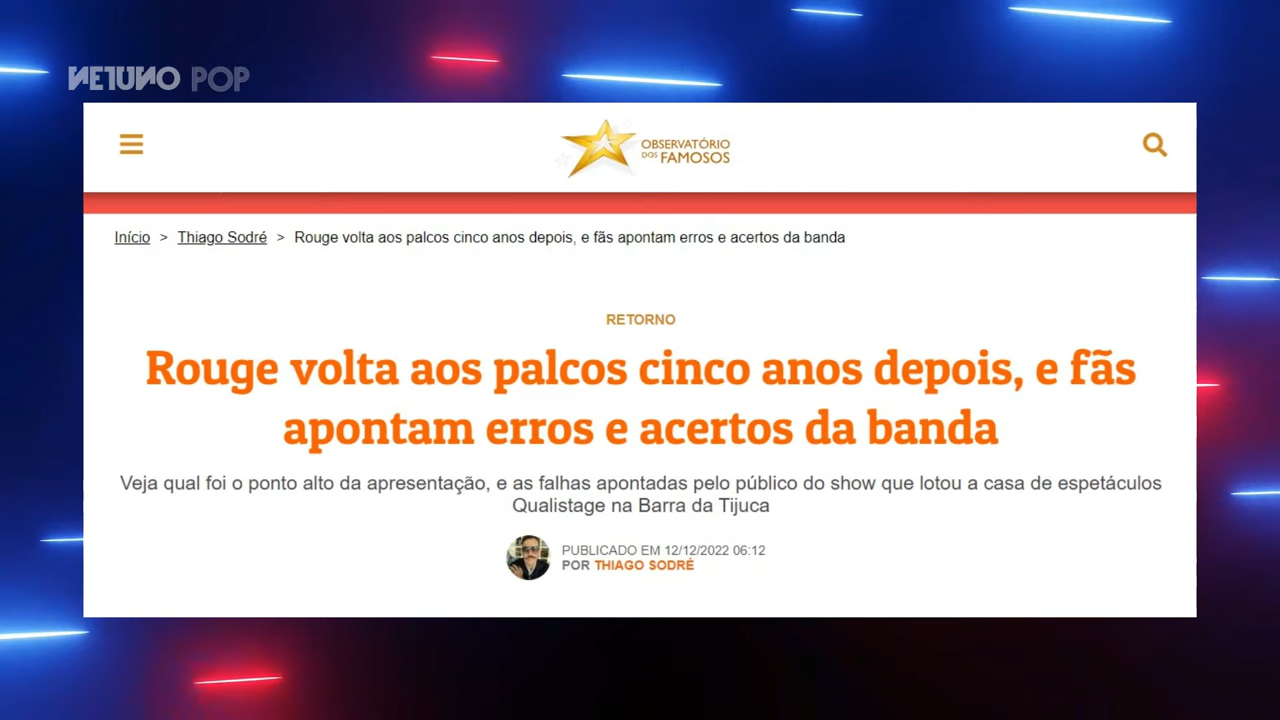 NETUNO POP
OBSERVATÓRIO
DOS FAMOSOS
Início > Thiago Sodré > Rouge volta aos palcos cinco anos depois, e fãs apontam erros e acertos da banda
RETORNO
Rouge volta aos palcos cinco anos depois, e fãs
apontam erros e acertos da banda
Veja qual foi o ponto alto da apresentação, e as falhas apontadas pelo público do show que lotou a casa de espetáculos
Qualistage na Barra da Tijuca
PUBLICADO EM 12/12/2022 06:12
POR THIAGO SODRÉ